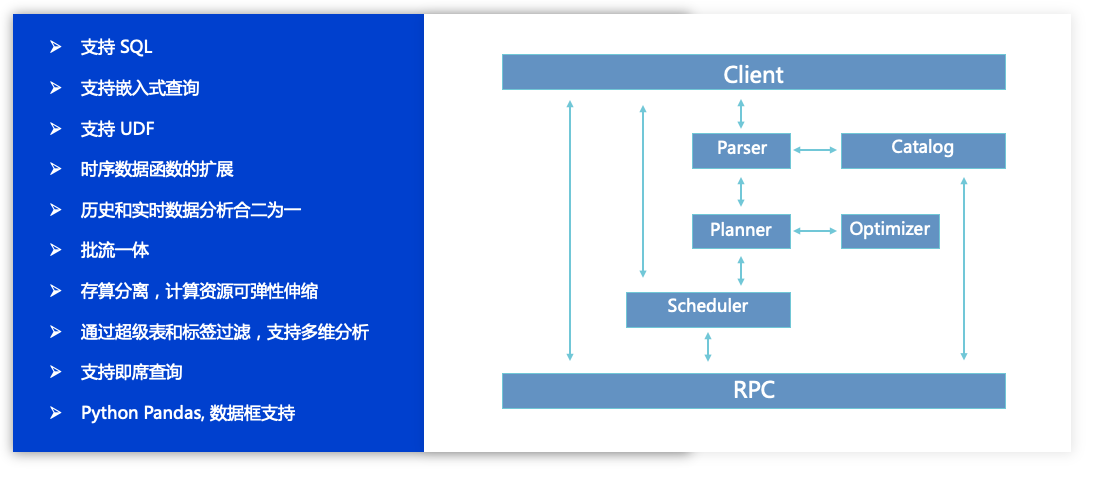 支持 SQL
支持嵌入式查询
支持 UDF
时序数据函数的扩展
历史和实时数据分析合二为一
批流一体
存算分离，计算资源可弹性伸缩
通过超级表和标签过滤，支持多维分析
支持即席查询
Python Pandas, 数据框支持
Client
Parser
Catalog
Planner
Optimizer
Scheduler
RPC